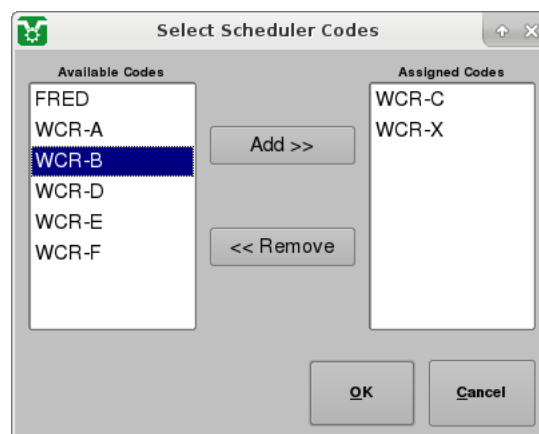 Select Scheduler Codes
Available Codes
FRED
WCR-A
WCR-B
WCR-D
WCR-E
WCR-F
Add >>
<< Remove
Assigned Codes
WCR-C
WCR-X
OK
Cancel